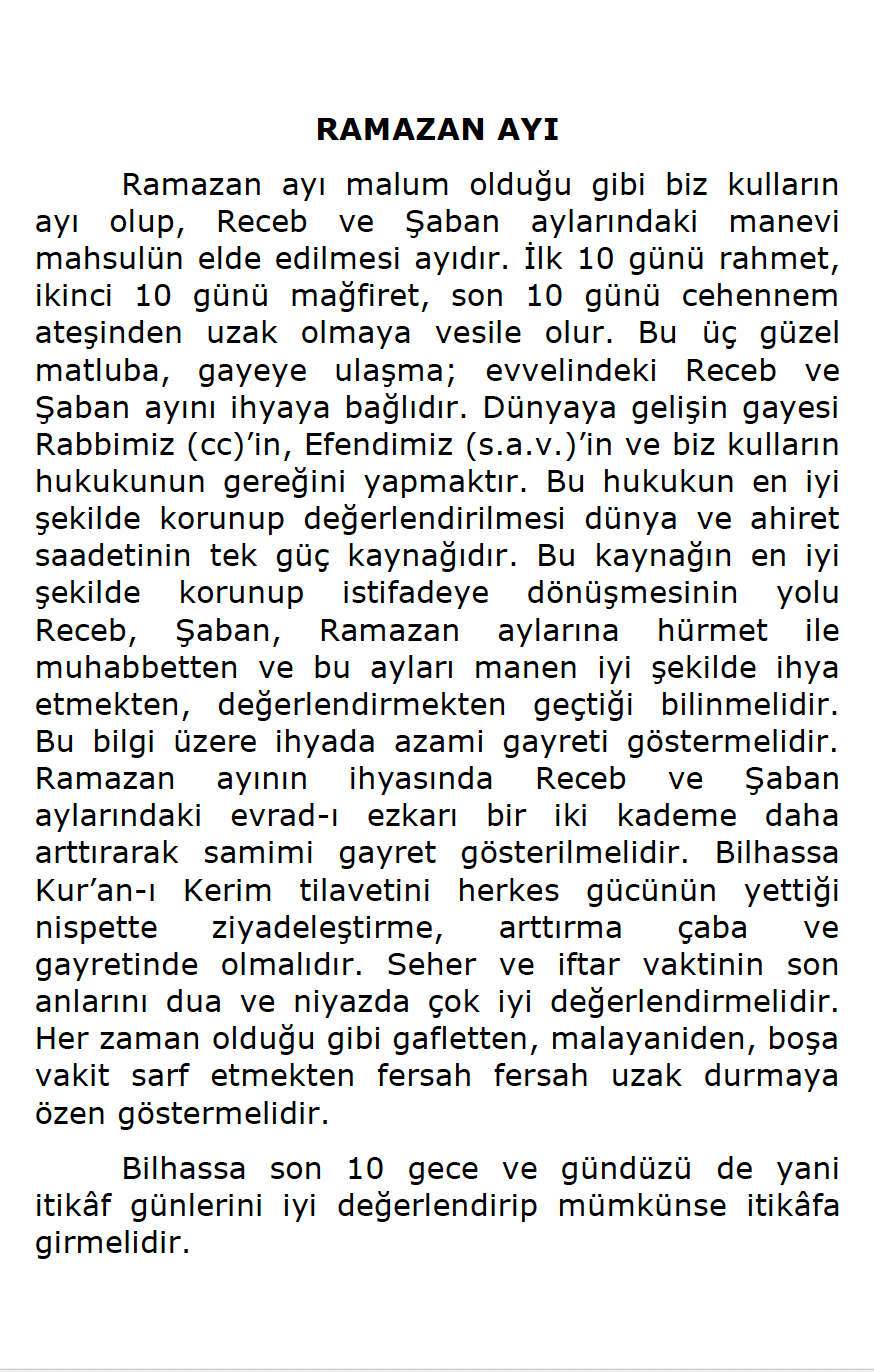 RAMAZAN AYI
Ramazan ayı malum olduğu gibi biz kulların
ayı olup, Receb ve Şaban aylarındaki manevi
mahsulün elde edilmesi ayıdır. İlk 10 günü rahmet,
ikinci 10 günü mağfiret, son 10 günü cehennem
ateşinden uzak olmaya vesile olur. Bu üç güzel
matluba, gayeye ulaşma; evvelindeki Receb ve
Şaban ayını ihyaya bağlıdır. Dünyaya gelişin gayesi
Rabbimiz (cc)’in, Efendimiz (s.a.v.)’in ve biz kulların
hukukunun gereğini yapmaktır. Bu hukukun en iyi
şekilde korunup değerlendirilmesi dünya ve ahiret
saadetinin tek güç kaynağıdır. Bu kaynağın en iyi
şekilde korunup istifadeye dönüşmesinin yolu
Receb, Şaban, Ramazan aylarına hürmet ile
muhabbetten ve bu ayları manen iyi şekilde ihya
etmekten, değerlendirmekten geçtiği bilinmelidir.
Bu bilgi üzere ihyada azami gayreti göstermelidir.
Ramazan ayının ihyasında Receb ve Şaban
aylarındaki evrad-ı ezkarı bir iki kademe daha
arttırarak samimi gayret gösterilmelidir. Bilhassa
Kur’an-ı Kerim tilavetini herkes gücünün yettiği
nispette ziyadeleştirme, arttırma çaba ve
gayretinde olmalıdır. Seher ve iftar vaktinin son
anlarını dua ve niyazda çok iyi değerlendirmelidir.
Her zaman olduğu gibi gafletten, malayaniden, boşa
vakit sarf etmekten fersah fersah uzak durmaya
özen göstermelidir.
Bilhassa son 10 gece ve gündüzü de yani
itikâf günlerini iyi değerlendirip mümkünse itikâfa
girmelidir.